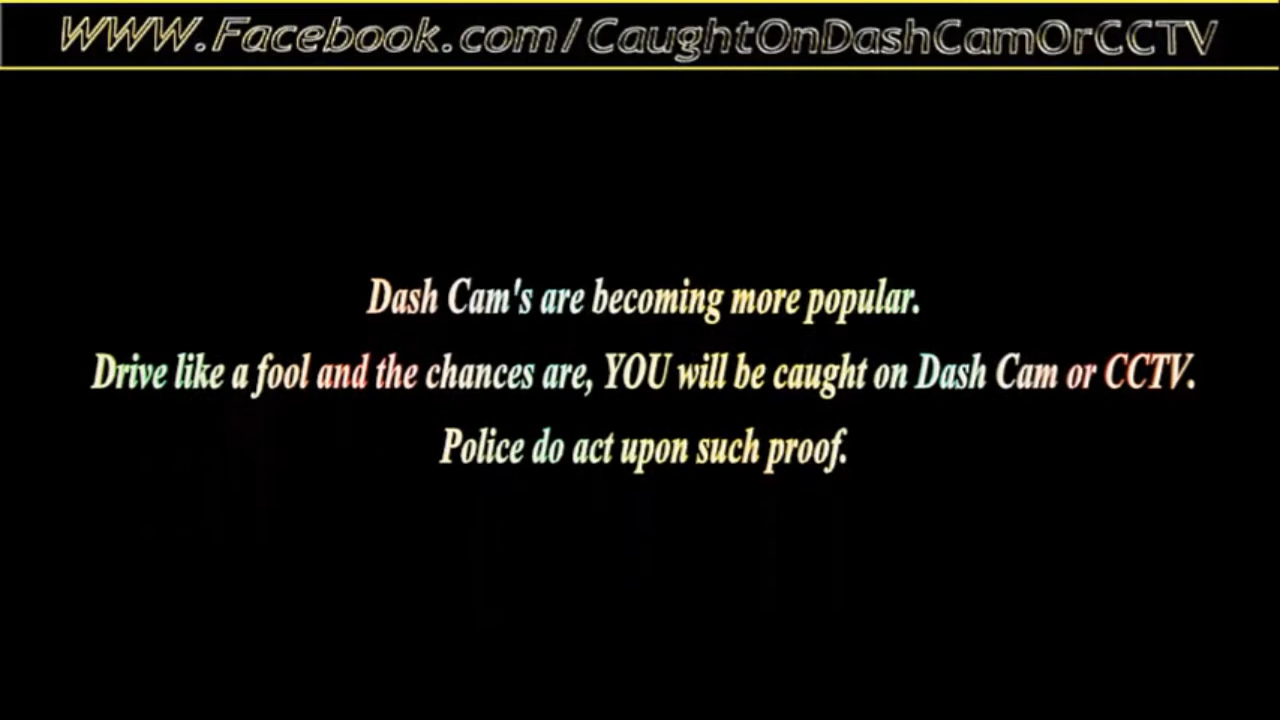 WWW.Facebook.com/CaughtOnDashCamOrCCTV
Dash Cam's are becoming more popular.
Drive like a fool and the chances are, YOU will be caught on Dash Cam or CCTV.
Police do act upon such proof.